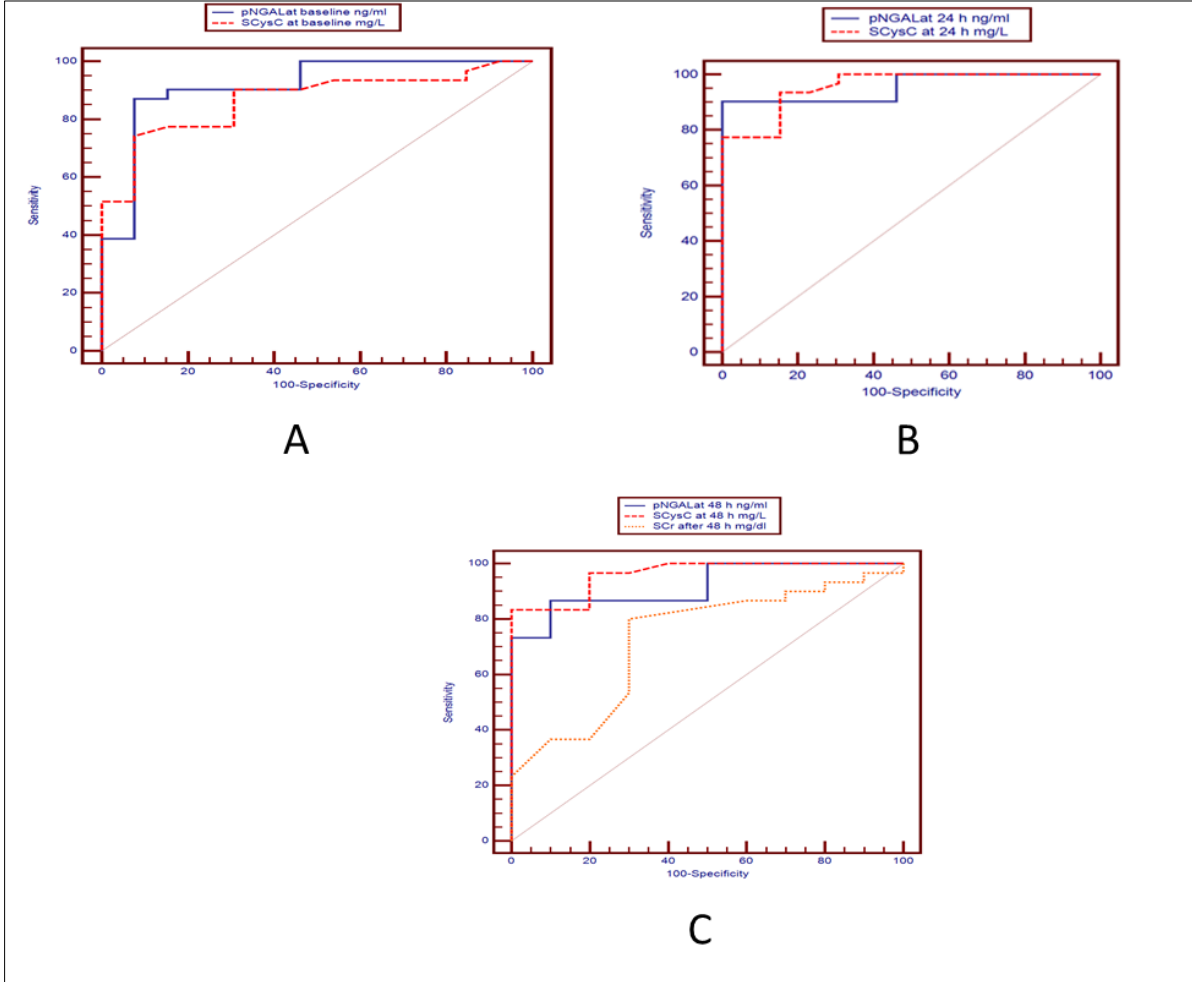 pNGALat baseline ng/ml
SCysC at baseline mg/L
100
80
60
40
20
0
Sensitivity
0 20 40 60 80 100
100-Specificity
A
pNGALat 24 h ng/ml
SCysC at 24 h mg/L
100
80
60
40
20
0
Sensitivity
0 20 40 60 80 100
100-Specificity
B
pNGALat 48 h ng/ml
SCysC at 48 h mg/L
SCr after 48 h mg/dl
100
80
60
40
20
0
Sensitivity
0 20 40 60 80 100
100-Specificity
C